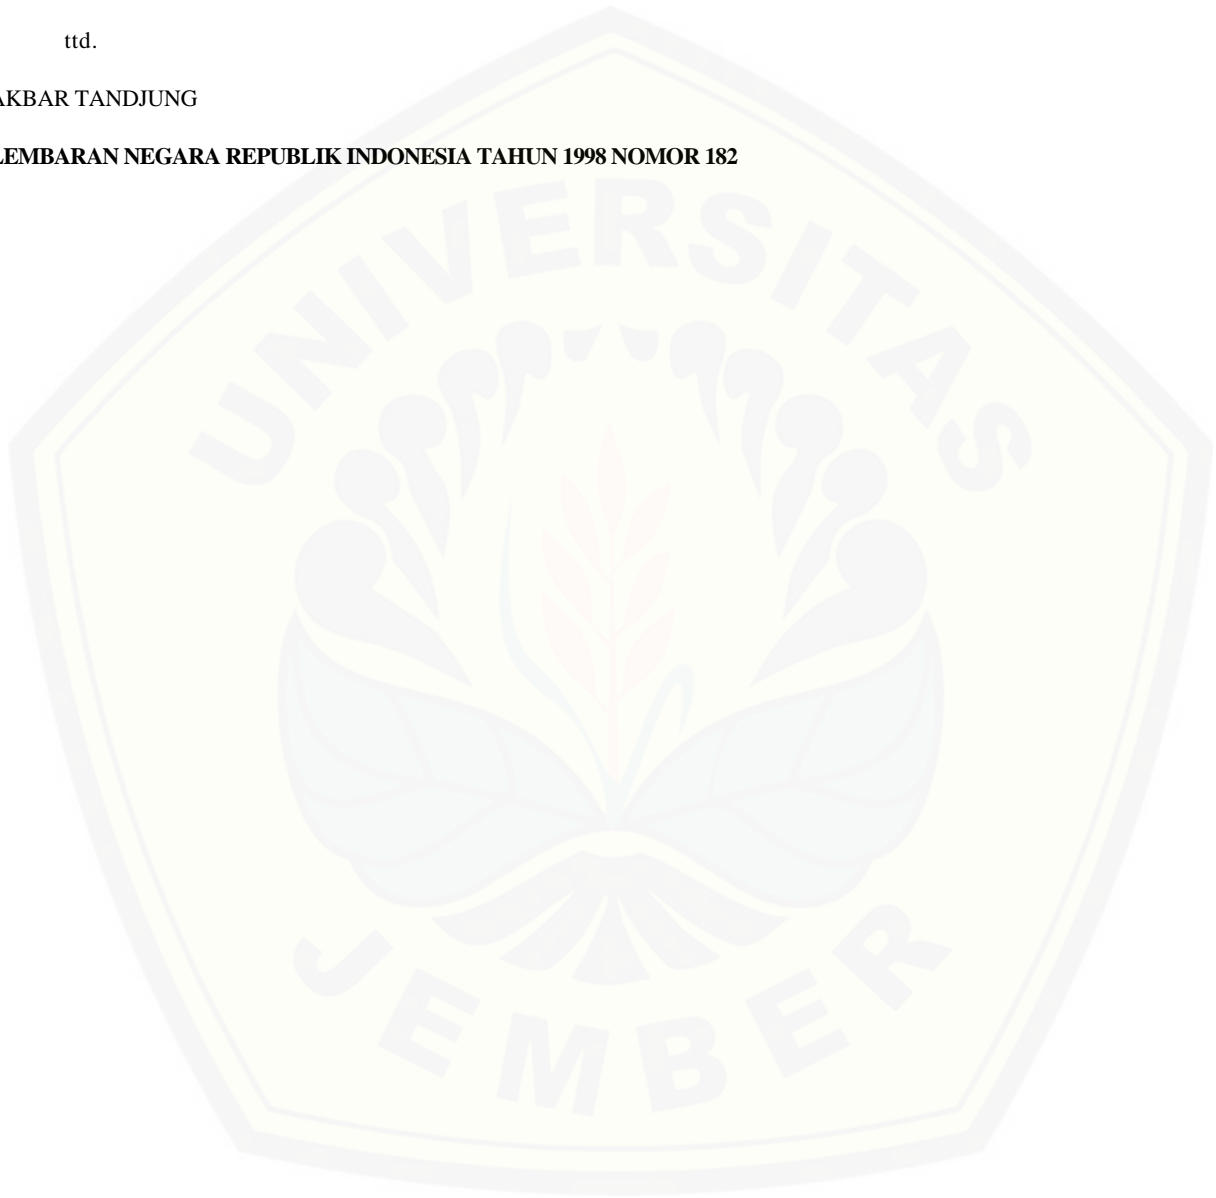 ttd.
AKBAR TANDJUNG
LEMBARAN NEGARA REPUBLIK INDONESIA TAHUN 1998 NOMOR 182
UNIVERSITAS
JEMBER